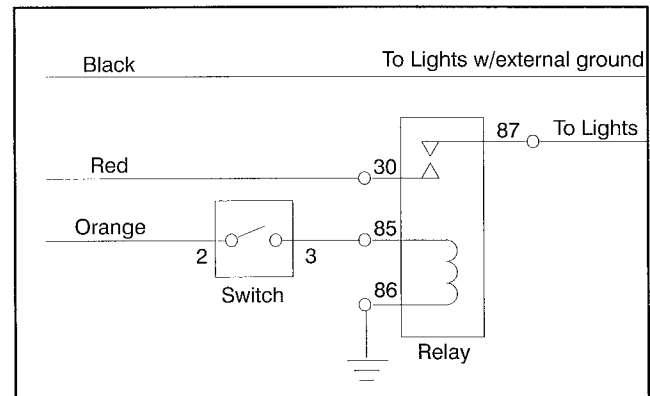 Black
To Lights w/external ground
87
To Lights
Red
30
Orange
85
2
3
86
Switch
Relay